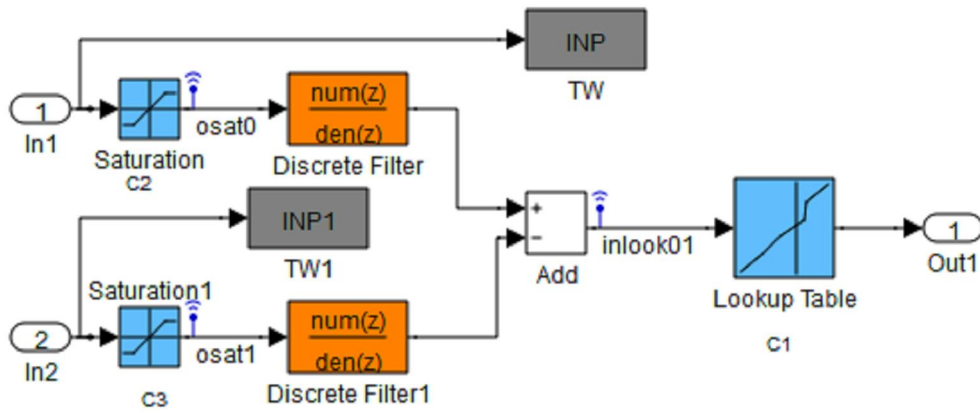 INP
TW
1
In1
osat0
num(z)
den(z)
Saturation
C2
Discrete Filter
INP1
TW1
+
−
inlook01
Add
Lookup Table
C1
1
Out1
Saturation1
2
In2
osat1
num(z)
den(z)
C3
Discrete Filter1